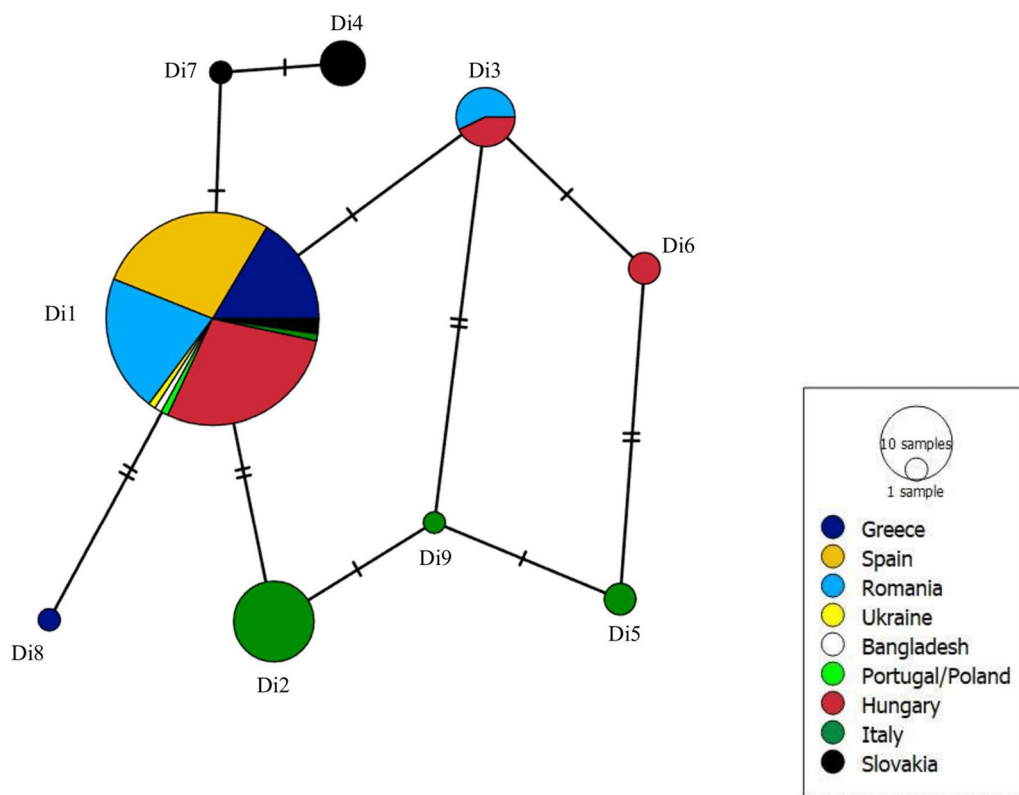 Di4
Di7
Di3
Di6
Di1
Di9
Di5
Di8
Di2
10 samples
1 sample
Greece
Spain
Romania
Ukraine
Bangladesh
Portugal/Poland
Hungary
Italy
Slovakia